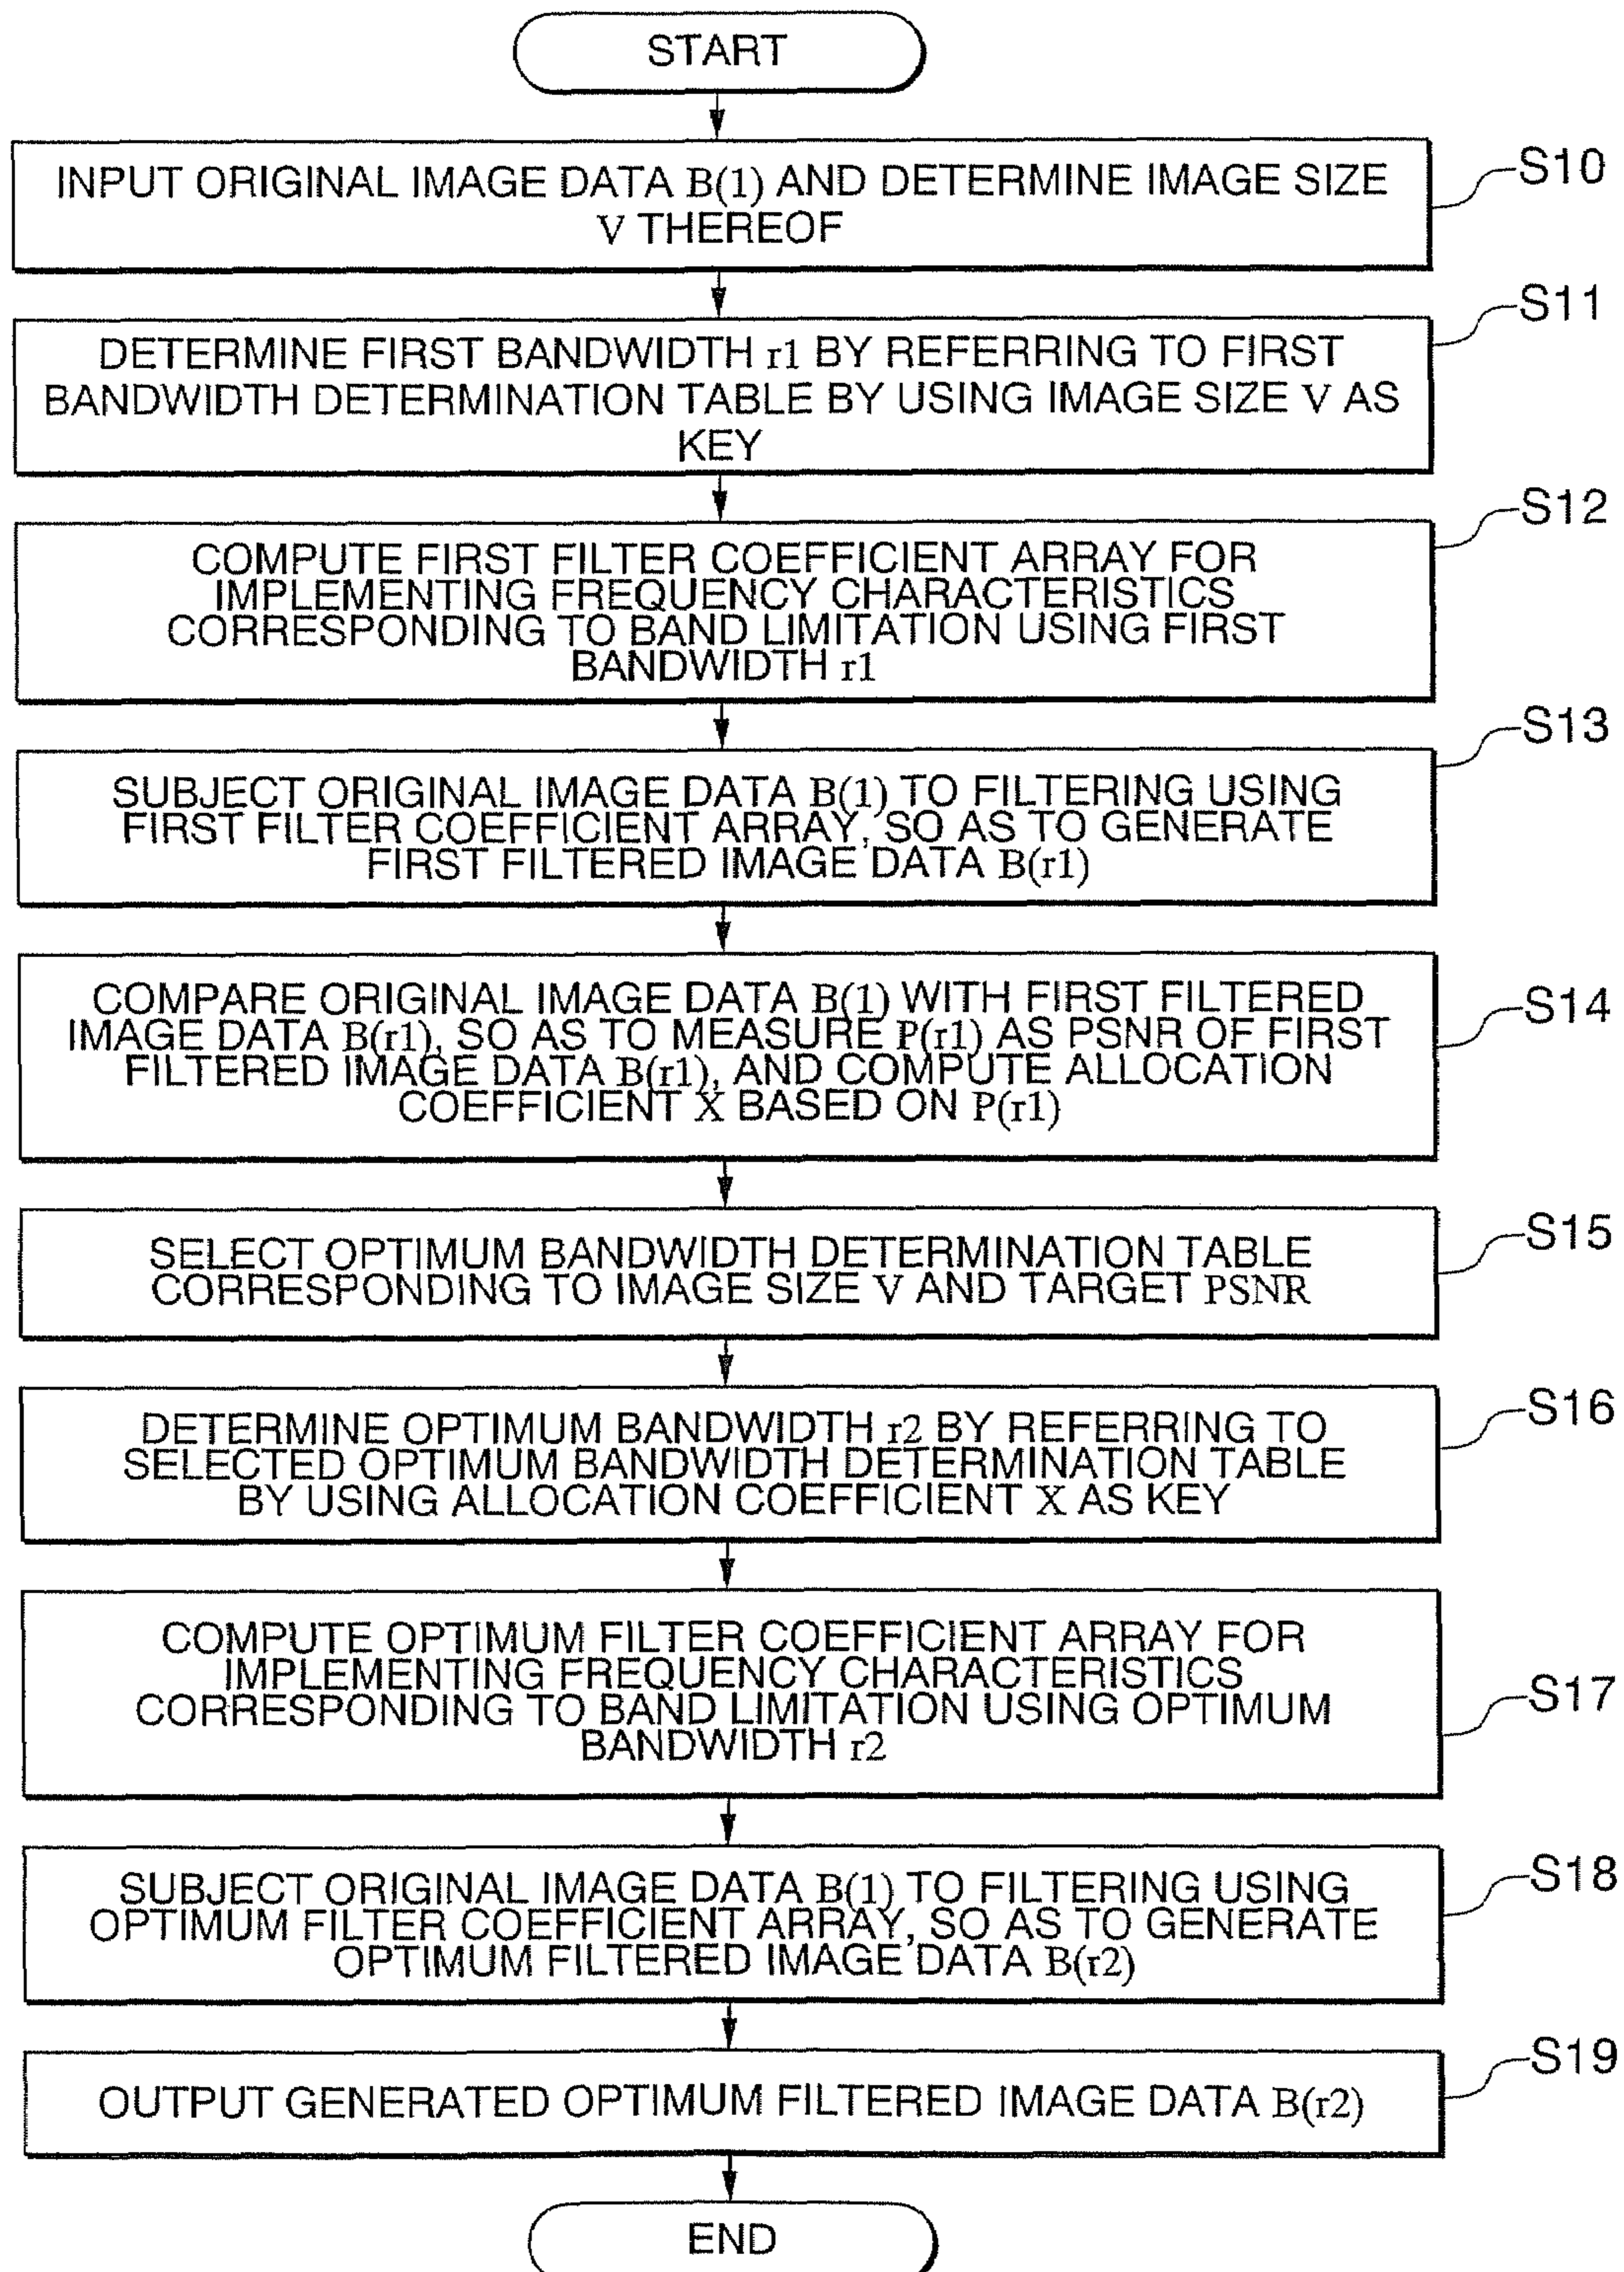 START
INPUT ORIGINAL IMAGE DATA B(1) AND DETERMINE IMAGE SIZE
V THEREOF
S10
DETERMINE FIRST BANDWIDTH r1 BY REFERRING TO FIRST
BANDWIDTH DETERMINATION TABLE BY USING IMAGE SIZE V AS
KEY
S11
COMPUTE FIRST FILTER COEFFICIENT ARRAY FOR
IMPLEMENTING FREQUENCY CHARACTERISTICS
CORRESPONDING TO BAND LIMITATION USING FIRST
BANDWIDTH r1
S12
SUBJECT ORIGINAL IMAGE DATA B(1) TO FILTERING USING
FIRST FILTER COEFFICIENT ARRAY, SO AS TO GENERATE
FIRST FILTERED IMAGE DATA B(r1)
S13
COMPARE ORIGINAL IMAGE DATA B(1) WITH FIRST FILTERED
IMAGE DATA B(r1), SO AS TO MEASURE P(r1) AS PSNR OF FIRST
FILTERED IMAGE DATA B(r1), AND COMPUTE ALLOCATION
COEFFICIENT X BASED ON P(r1)
S14
SELECT OPTIMUM BANDWIDTH DETERMINATION TABLE
CORRESPONDING TO IMAGE SIZE V AND TARGET PSNR
S15
DETERMINE OPTIMUM BANDWIDTH r2 BY REFERRING TO
SELECTED OPTIMUM BANDWIDTH DETERMINATION TABLE
BY USING ALLOCATION COEFFICIENT X AS KEY
S16
COMPUTE OPTIMUM FILTER COEFFICIENT ARRAY FOR
IMPLEMENTING FREQUENCY CHARACTERISTICS
CORRESPONDING TO BAND LIMITATION USING OPTIMUM
BANDWIDTH r2
S17
SUBJECT ORIGINAL IMAGE DATA B(1) TO FILTERING USING
OPTIMUM FILTER COEFFICIENT ARRAY, SO AS TO GENERATE
OPTIMUM FILTERED IMAGE DATA B(r2)
S18
OUTPUT GENERATED OPTIMUM FILTERED IMAGE DATA B(r2)
S19
END